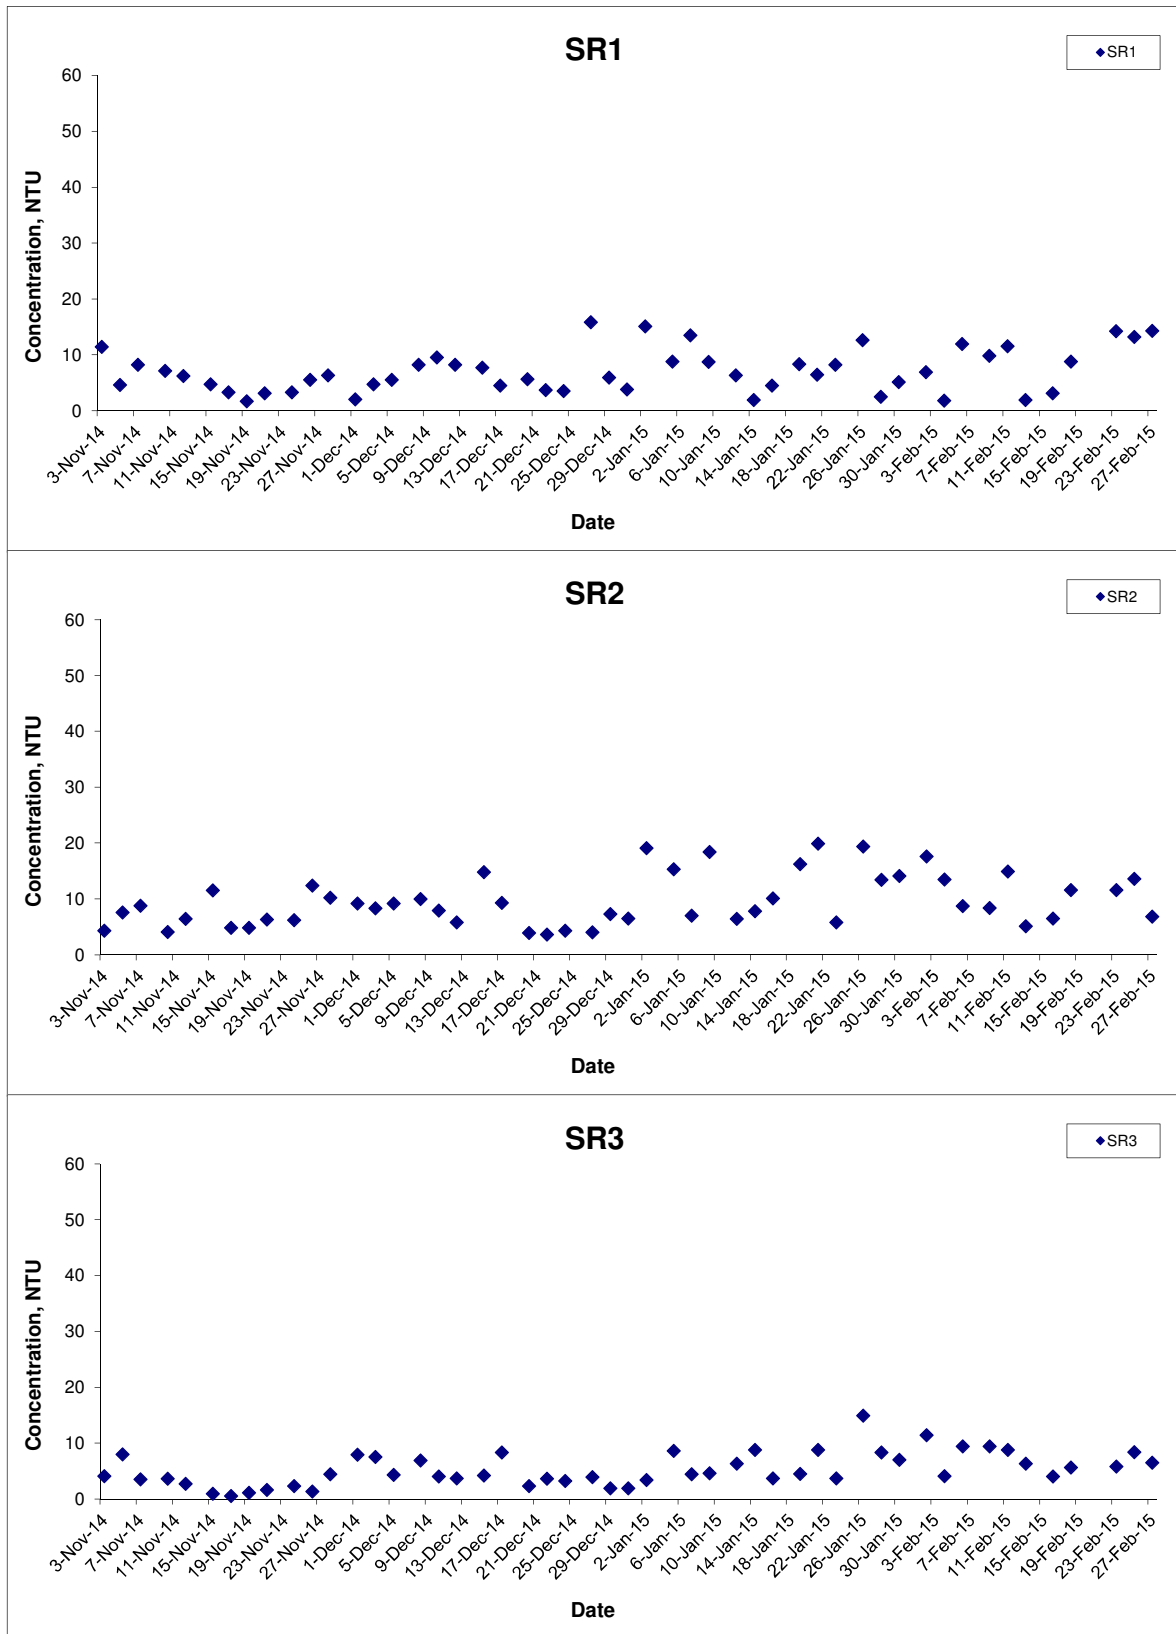 SR1
SR1
60
50
40
30
20
10
0
Concentration, NTU
3-Nov-14 7-Nov-14 11-Nov-14 15-Nov-14 19-Nov-14 23-Nov-14 27-Nov-14 1-Dec-14 5-Dec-14 9-Dec-14 13-Dec-14 17-Dec-14 21-Dec-14 25-Dec-14 29-Dec-14 2-Jan-15 6-Jan-15 10-Jan-15 14-Jan-15 18-Jan-15 22-Jan-15 26-Jan-15 30-Jan-15 3-Feb-15 7-Feb-15 11-Feb-15 15-Feb-15 19-Feb-15 23-Feb-15 27-Feb-15
Date
SR2
SR2
60
50
40
30
20
10
0
Concentration, NTU
3-Nov-14 7-Nov-14 11-Nov-14 15-Nov-14 19-Nov-14 23-Nov-14 27-Nov-14 1-Dec-14 5-Dec-14 9-Dec-14 13-Dec-14 17-Dec-14 21-Dec-14 25-Dec-14 29-Dec-14 2-Jan-15 6-Jan-15 10-Jan-15 14-Jan-15 18-Jan-15 22-Jan-15 26-Jan-15 30-Jan-15 3-Feb-15 7-Feb-15 11-Feb-15 15-Feb-15 19-Feb-15 23-Feb-15 27-Feb-15
Date
SR3
SR3
60
50
40
30
20
10
0
Concentration, NTU
3-Nov-14 7-Nov-14 11-Nov-14 15-Nov-14 19-Nov-14 23-Nov-14 27-Nov-14 1-Dec-14 5-Dec-14 9-Dec-14 13-Dec-14 17-Dec-14 21-Dec-14 25-Dec-14 29-Dec-14 2-Jan-15 6-Jan-15 10-Jan-15 14-Jan-15 18-Jan-15 22-Jan-15 26-Jan-15 30-Jan-15 3-Feb-15 7-Feb-15 11-Feb-15 15-Feb-15 19-Feb-15 23-Feb-15 27-Feb-15
Date